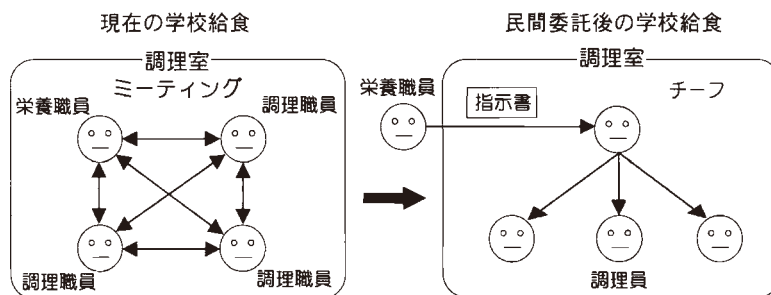 現在の学校給食
調理室
ミーティング
栄養職員
調理職員
調理職員
調理職員
民間委託後の学校給食
調理室
栄養職員
指示書
チーフ
調理員